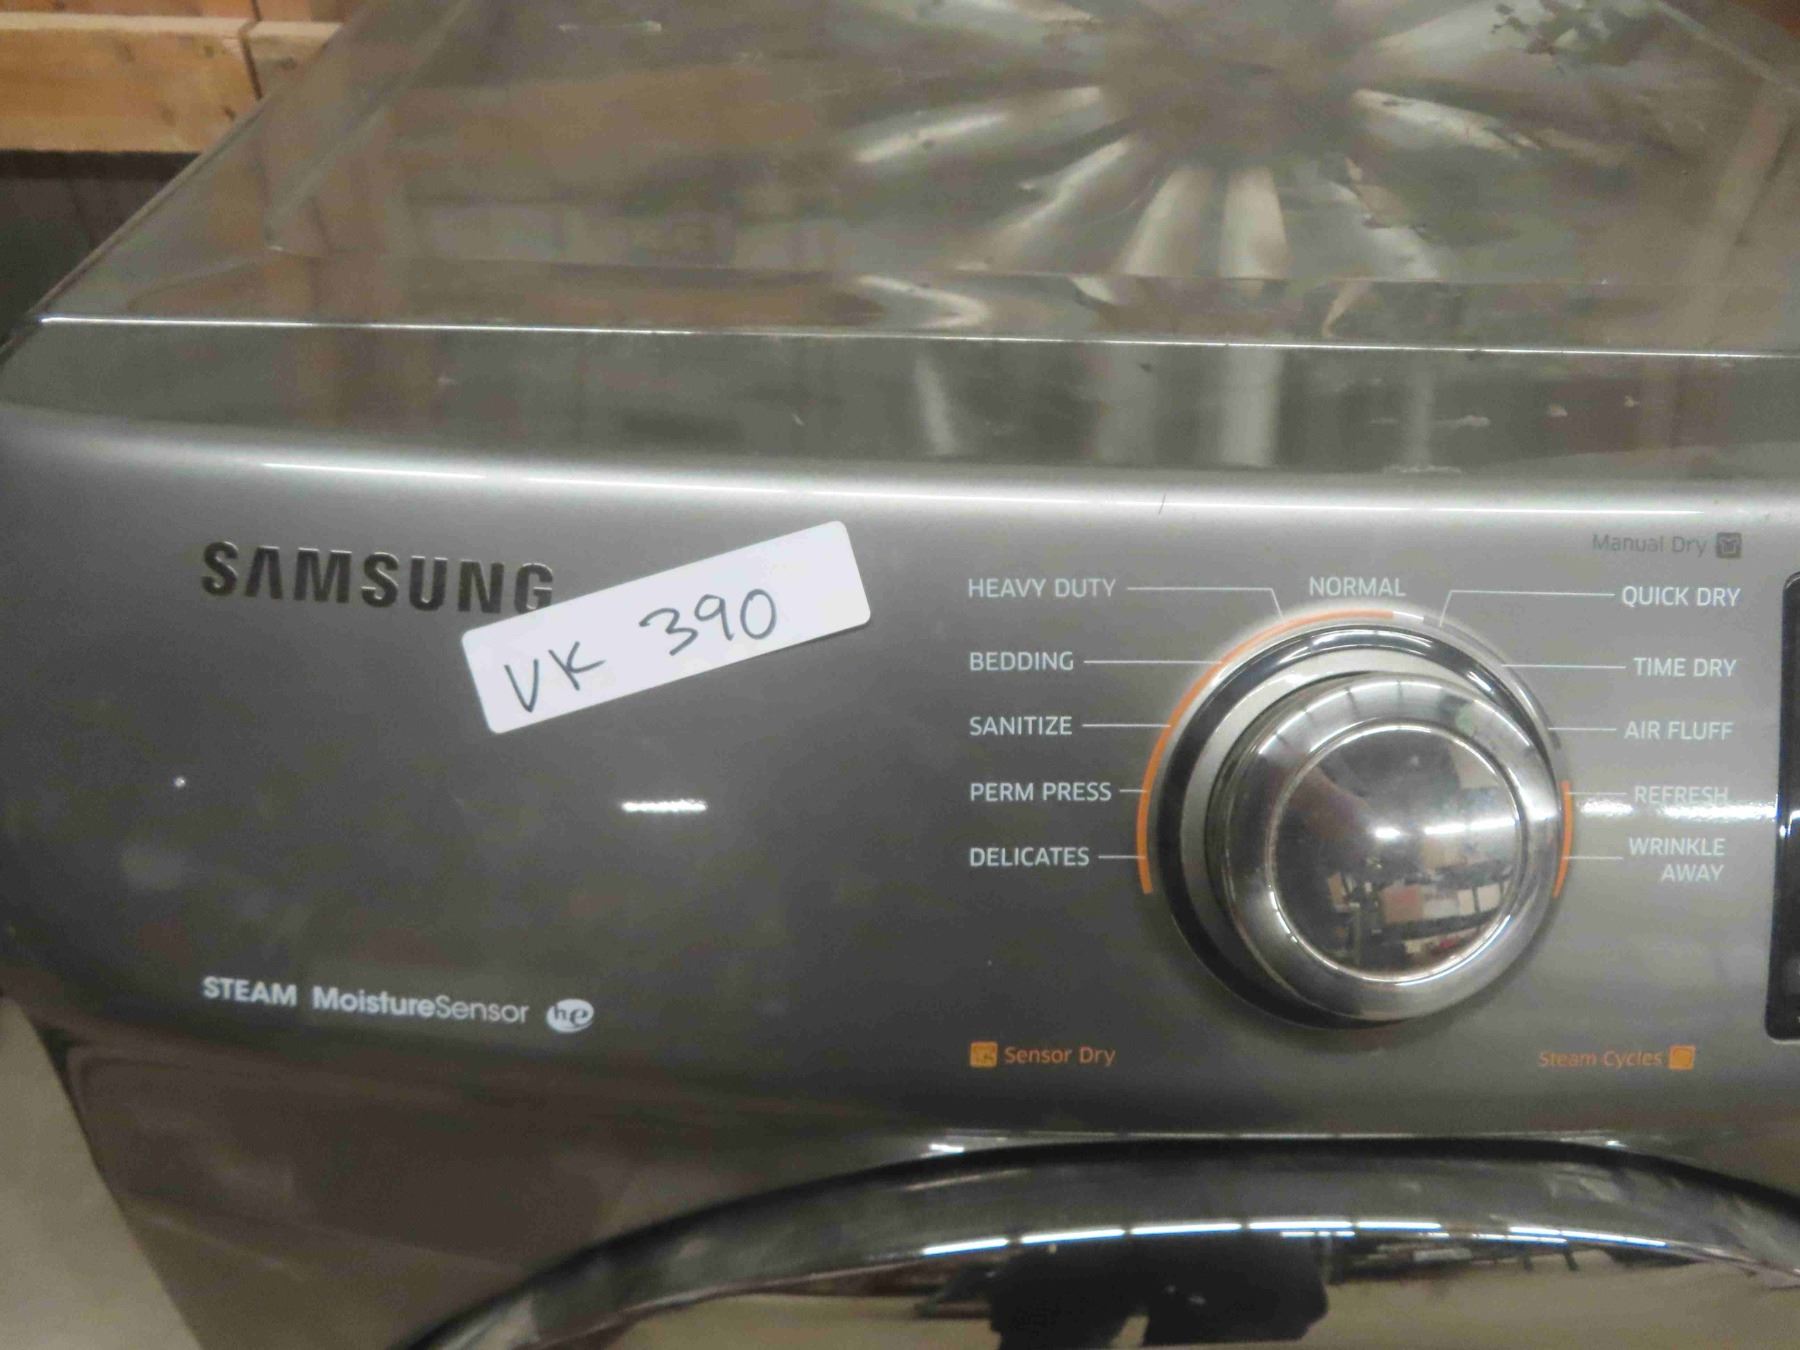 SAMSUNG
VK 390
STEAM MoistureSensor he
Manual Dry
HEAVY DUTY
NORMAL
QUICK DRY
BEDDING
TIME DRY
SANITIZE
AIR FLUFF
PERM PRESS
REFRESH
DELICATES
WRINKLE
AWAY
Sensor Dry
Steam Cycles